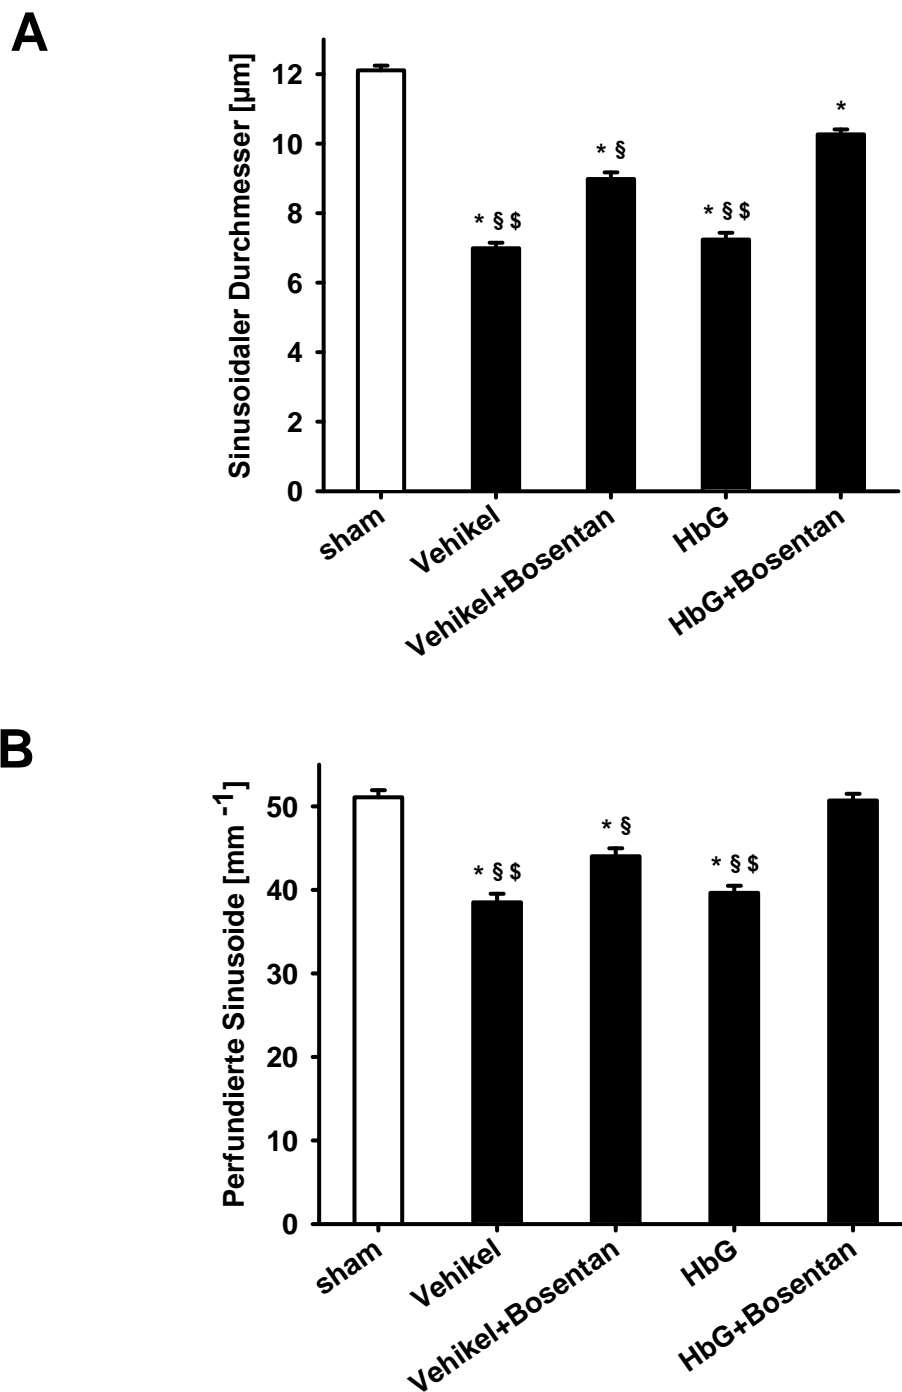 A
Sinusoidaler Durchmesser [µm]
12
10
8
6
4
2
0
* § $
* §
* § $
*
sham
Vehikel
Vehikel+Bosentan
HbG
HbG+Bosentan
B
Perfundierte Sinusoide [mm -1]
50
40
30
20
10
0
* § $
* §
* § $
sham
Vehikel
Vehikel+Bosentan
HbG
HbG+Bosentan